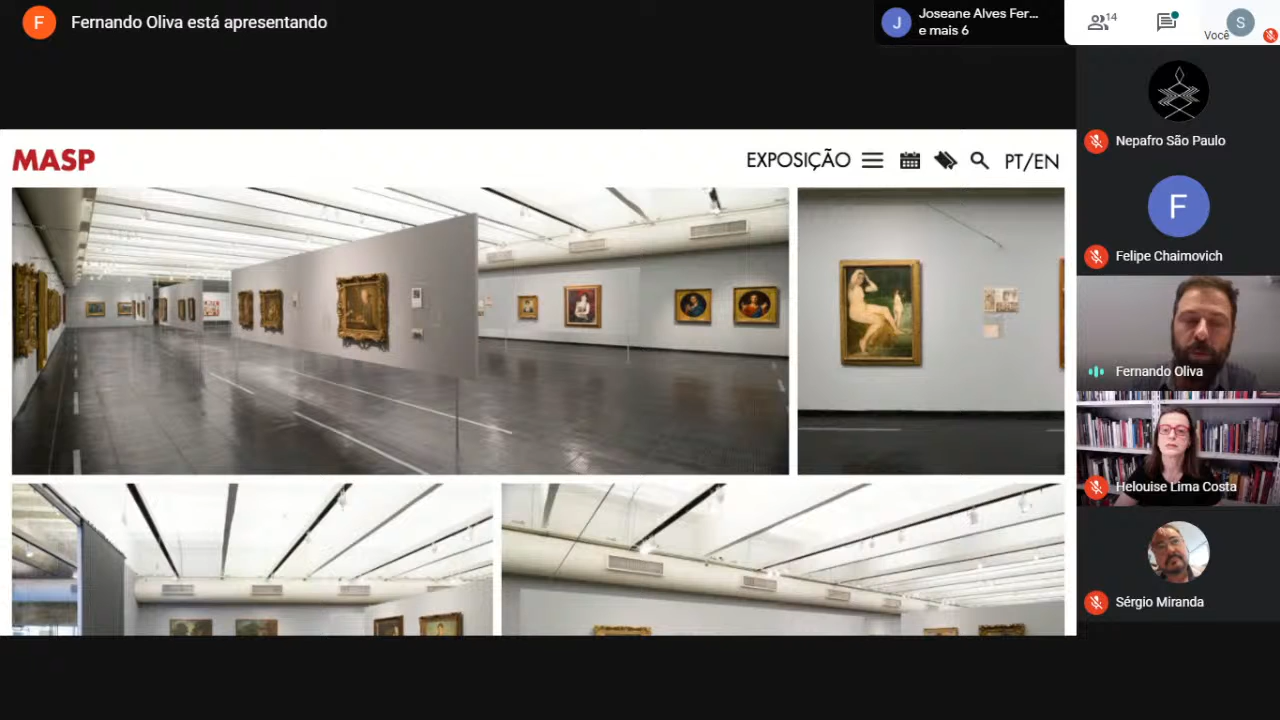 F
Fernando Oliva está apresentando
J
Joseane Alves Fer...
e mais 6
14
Você
S
Nepafro São Paulo
F
Felipe Chaimovich
Fernando Oliva
Helouise Lima Costa
Sérgio Miranda
MASP
EXPOSIÇÃO
PT/EN